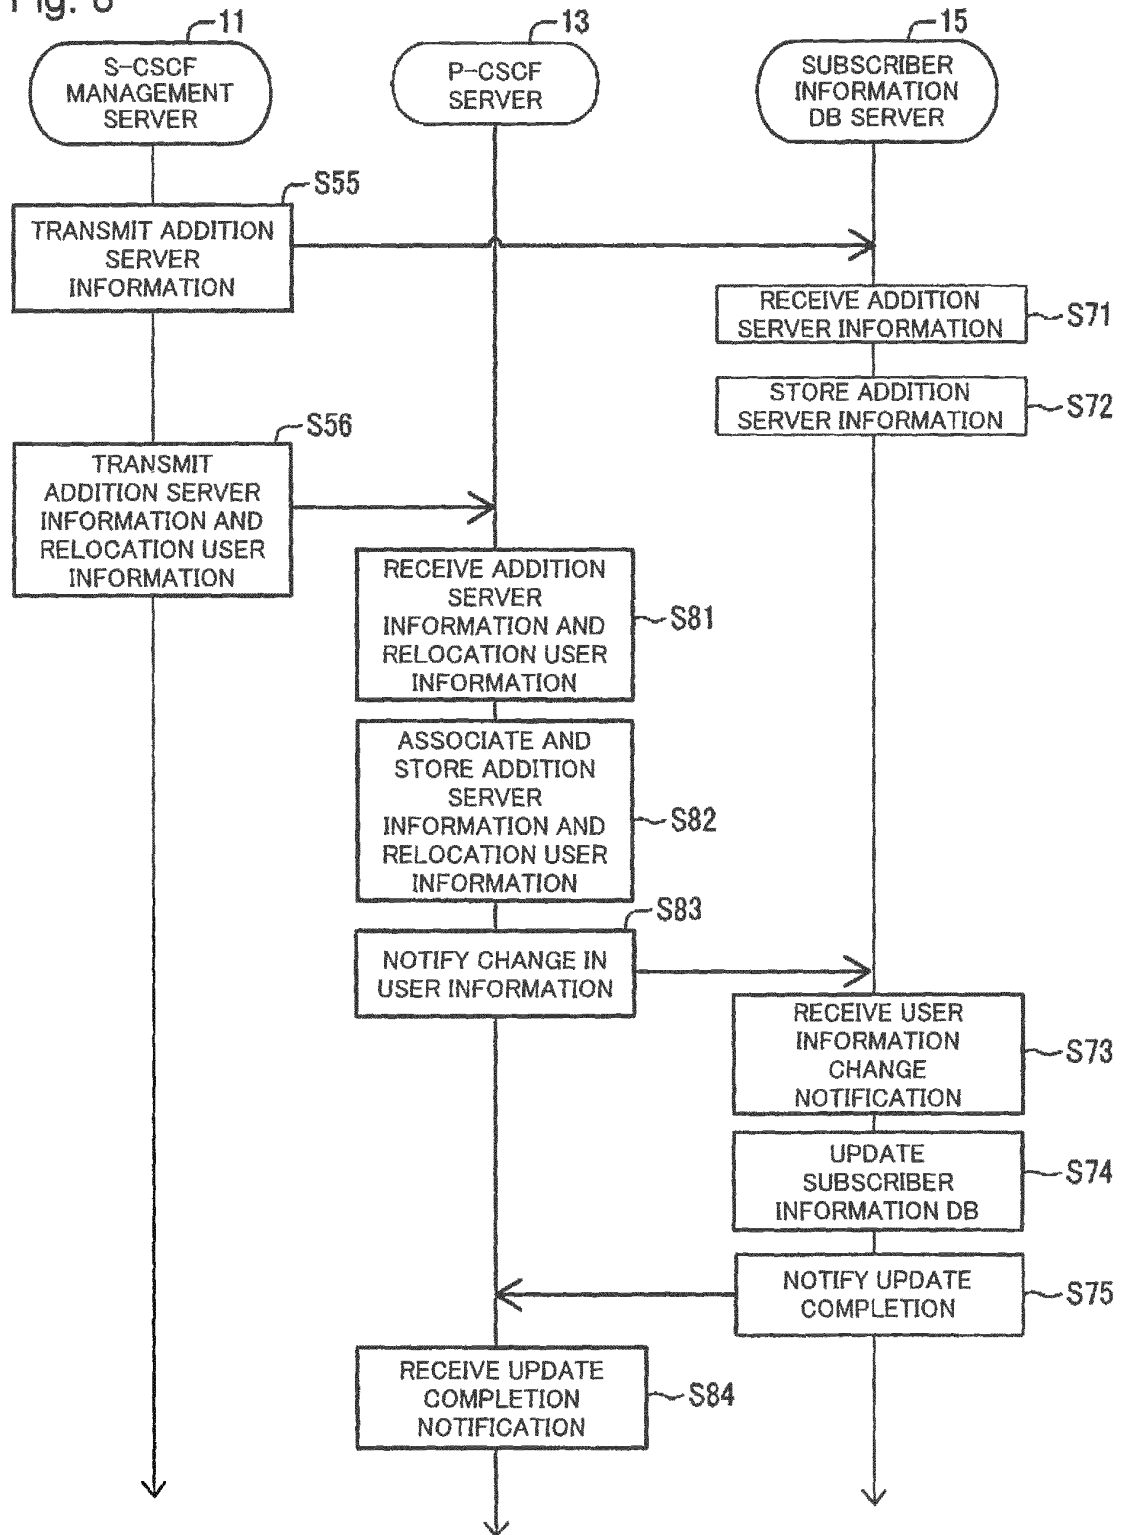 11
S-CSCF
MANAGEMENT
SERVER
13
P-CSCF
SERVER
15
SUBSCRIBER
INFORMATION
DB SERVER
S55
TRANSMIT ADDITION
SERVER
INFORMATION
RECEIVE ADDITION
SERVER INFORMATION
S71
STORE ADDITION
SERVER INFORMATION
S72
S56
TRANSMIT
ADDITION SERVER
INFORMATION AND
RELOCATION USER
INFORMATION
RECEIVE ADDITION
SERVER
INFORMATION AND
RELOCATION USER
INFORMATION
S81
ASSOCIATE AND
STORE ADDITION
SERVER
INFORMATION AND
RELOCATION USER
INFORMATION
S82
S83
NOTIFY CHANGE IN
USER INFORMATION
RECEIVE USER
INFORMATION
CHANGE
NOTIFICATION
S73
UPDATE
SUBSCRIBER
INFORMATION DB
S74
NOTIFY UPDATE
COMPLETION
S75
RECEIVE UPDATE
COMPLETION
NOTIFICATION
S84